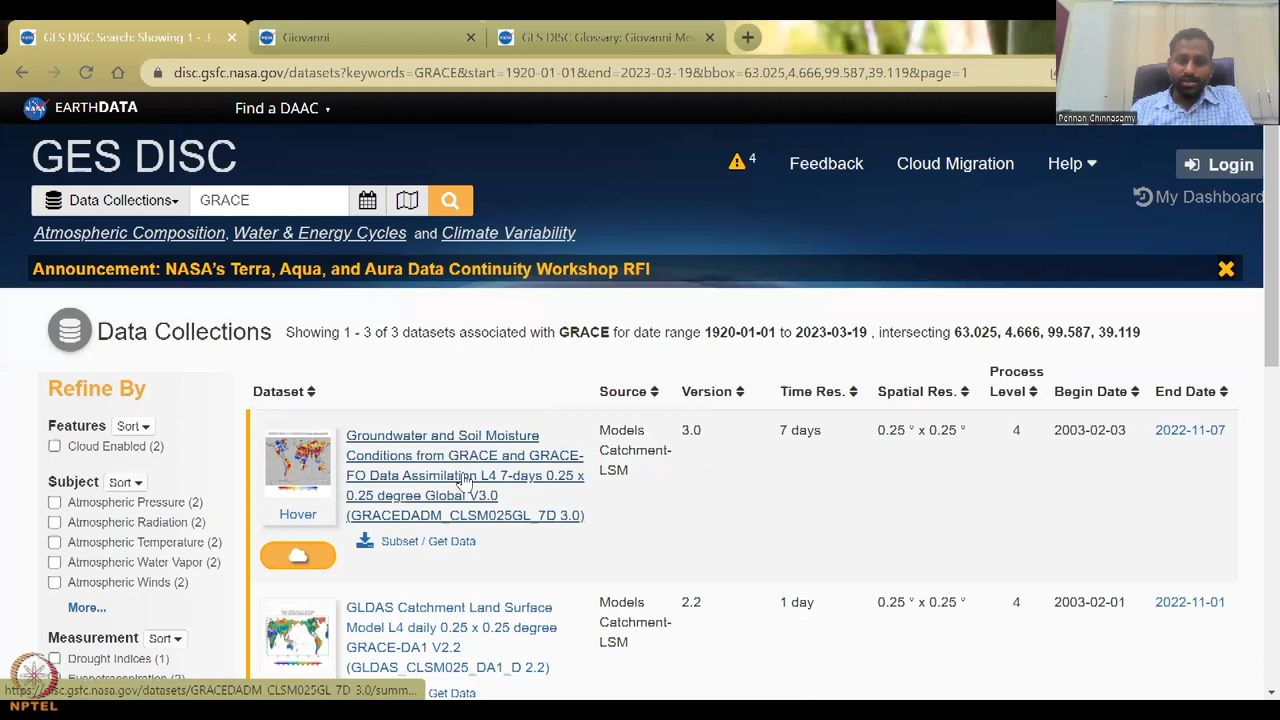 GES DISC Search: Showing 1 - 3
Giovanni
GES DISC Glossary: Giovanni Me
disc.gsfc.nasa.gov/datasets?keywords=GRACE&start=1920-01-01&end=2023-03-19&bbox=63.025,4.666,99.587,39.119&page=1
Pennan Chinnasamy
EARTHDATA Find a DAAC
GES DISC
4 Feedback Cloud Migration Help Login
Data Collections GRACE
My Dashboard
Atmospheric Composition, Water & Energy Cycles and Climate Variability
Announcement: NASA's Terra, Aqua, and Aura Data Continuity Workshop RFI
Data Collections Showing 1 - 3 of 3 datasets associated with GRACE for date range 1920-01-01 to 2023-03-19 , intersecting 63.025, 4.666, 99.587, 39.119
Refine By
Features Sort
Cloud Enabled (2)
Subject Sort
Atmospheric Pressure (2)
Atmospheric Radiation (2)
Atmospheric Temperature (2)
Atmospheric Water Vapor (2)
Atmospheric Winds (2)
More...
Measurement Sort
Drought Indices (1)
Evapotranspiration (2)
Dataset Source Version Time Res. Spatial Res. Process Level Begin Date End Date
Groundwater and Soil Moisture
Conditions from GRACE and GRACE-
FO Data Assimilation L4 7-days 0.25 x
0.25 degree Global V3.0
(GRACEDADM_CLSM025GL_7D 3.0)
Hover
Subset / Get Data
Models
Catchment-
LSM
3.0 7 days 0.25 ° x 0.25 ° 4 2003-02-03 2022-11-07
GLDAS Catchment Land Surface
Model L4 daily 0.25 x 0.25 degree
GRACE-DA1 V2.2
(GLDAS_CLSM025_DA1_D 2.2)
Get Data
Models
Catchment-
LSM
2.2 1 day 0.25 ° x 0.25 ° 4 2003-02-01 2022-11-01
https://disc.gsfc.nasa.gov/datasets/GRACEDADM_CLSM025GL_7D_3.0/summ...
NPTEL